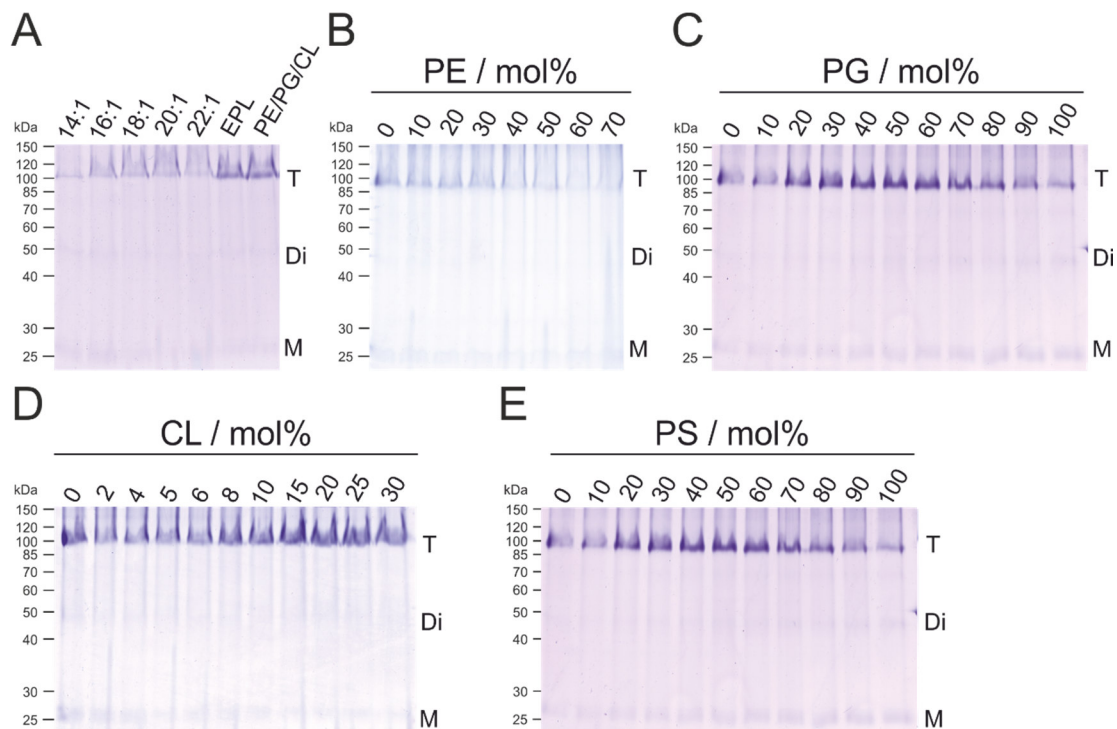 A
14:1 16:1 18:1 20:1 22:1 EPL PE/PG/CL
kDa
150
120
100
85
70
60
50
40
30
25
T
Di
M
B
PE / mol%
0 10 20 30 40 50 60 70
kDa
150
120
100
85
70
60
50
40
30
25
T
Di
M
C
PG / mol%
0 10 20 30 40 50 60 70 80 90 100
kDa
150
120
100
85
70
60
50
40
30
25
T
Di
M
D
CL / mol%
0 2 4 5 6 8 10 15 20 25 30
kDa
150
120
100
85
70
60
50
40
30
25
T
Di
M
E
PS / mol%
0 10 20 30 40 50 60 70 80 90 100
kDa
150
120
100
85
70
60
50
40
30
25
T
Di
M